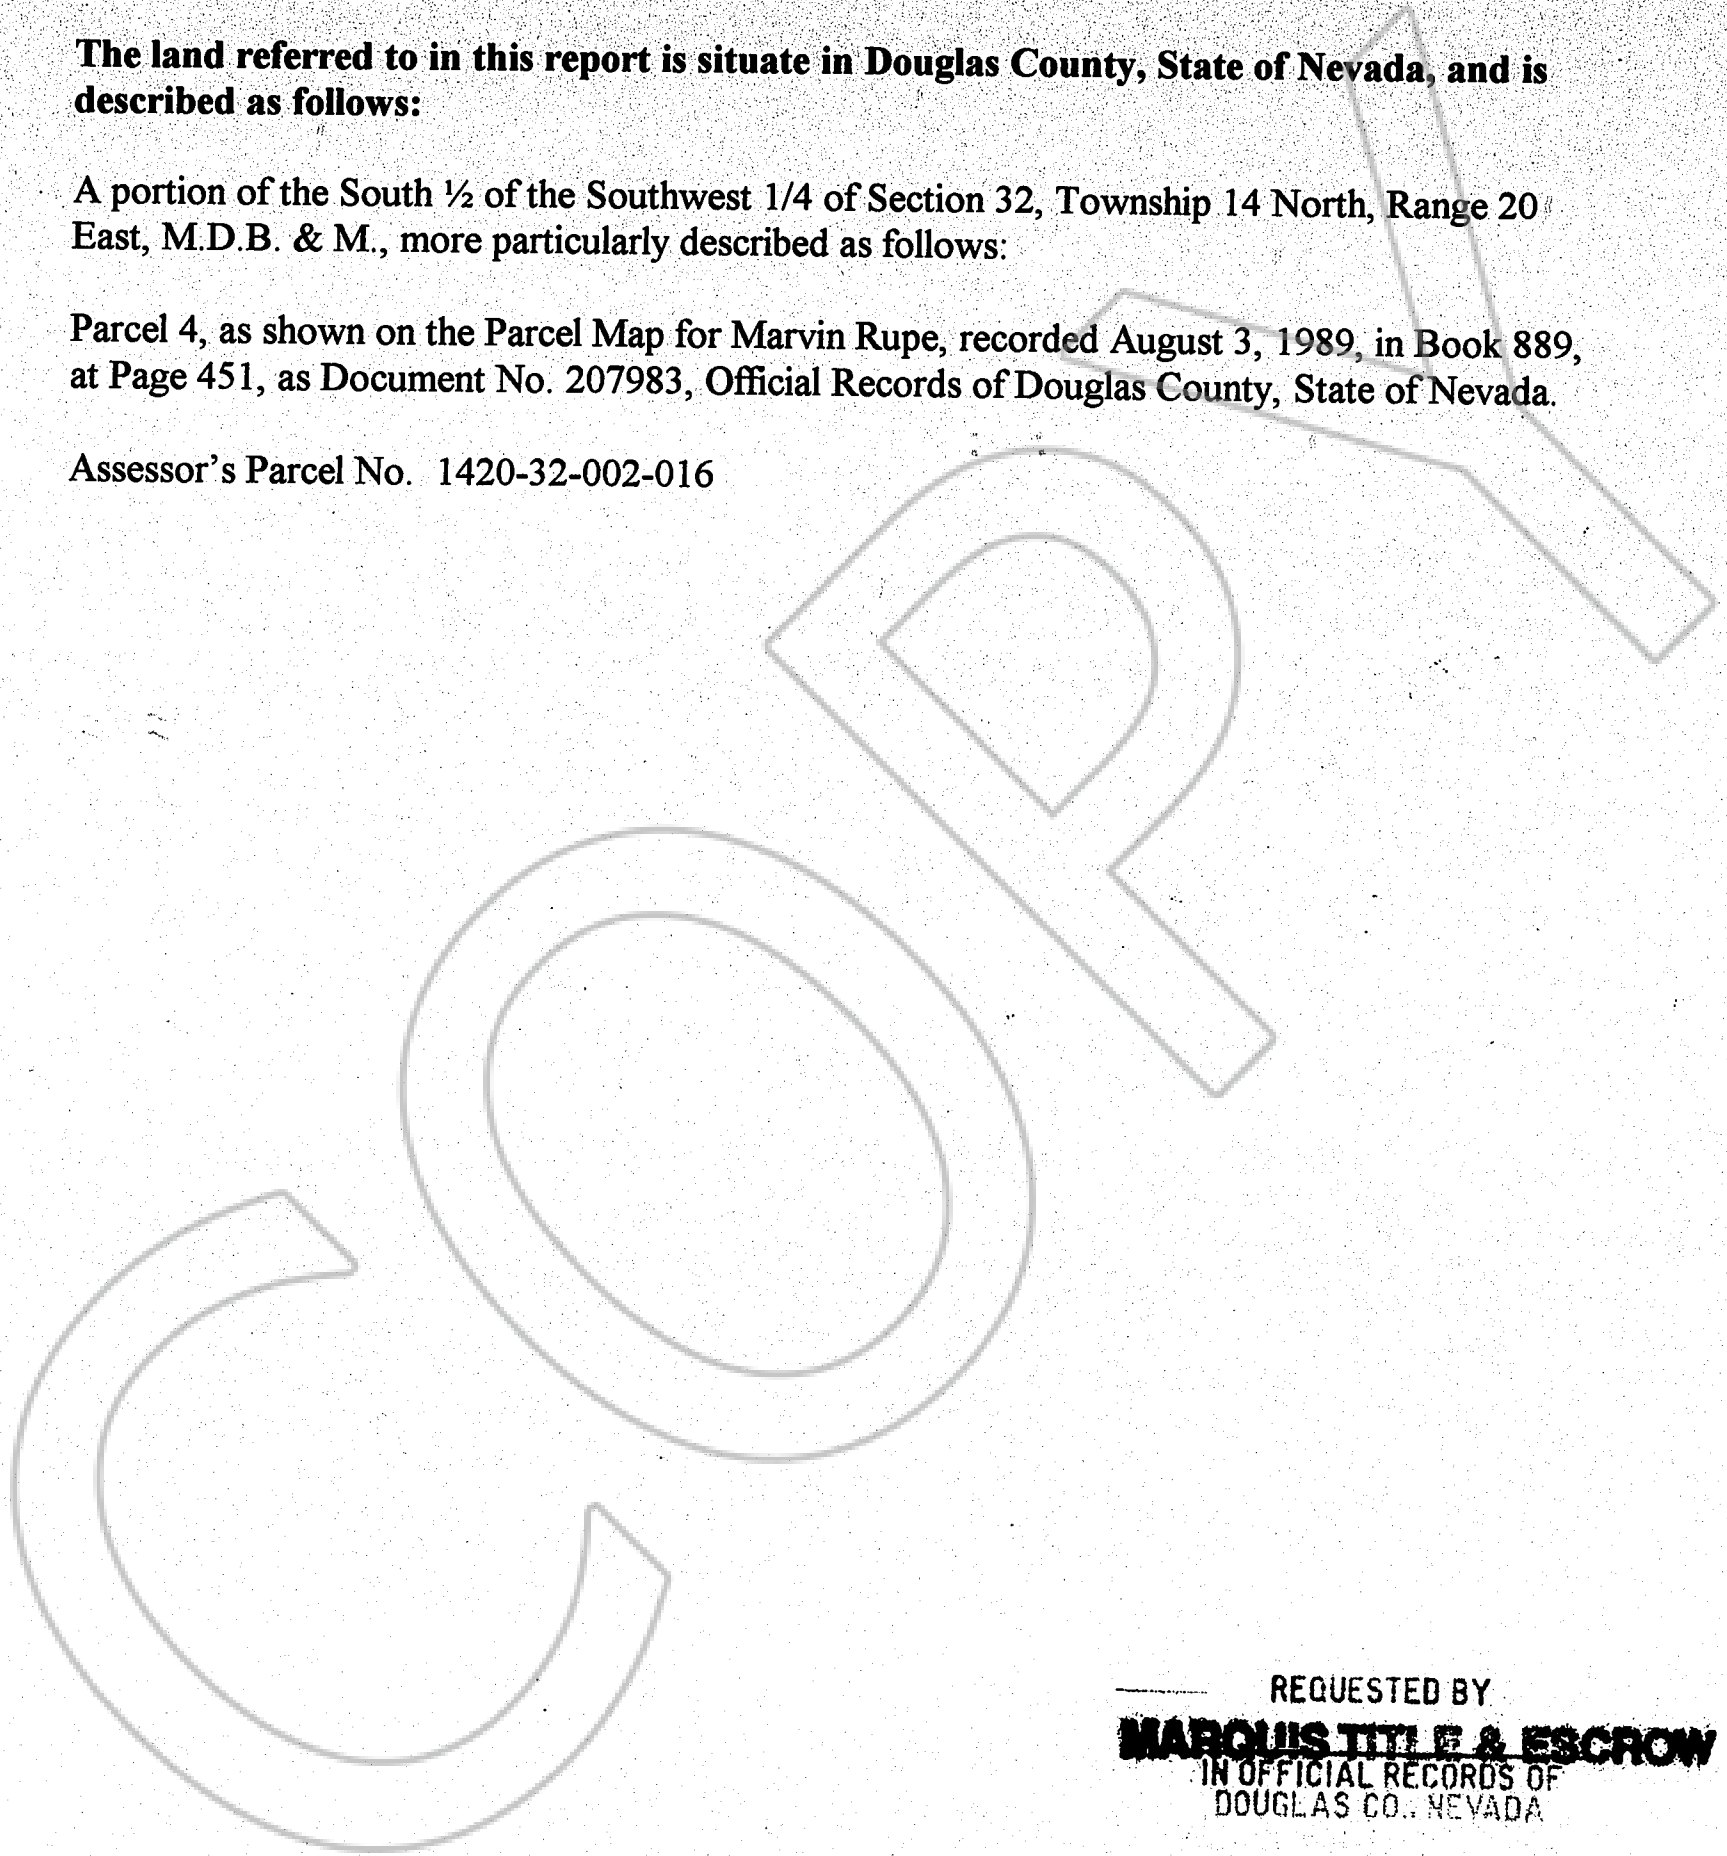 The land referred to in this report is situate in Douglas County, State of Nevada, and is
described as follows:
A portion of the South ½ of the Southwest 1/4 of Section 32, Township 14 North, Range 20
East, M.D.B. & M., more particularly described as follows:
Parcel 4, as shown on the Parcel Map for Marvin Rupe, recorded August 3, 1989, in Book 889,
at Page 451, as Document No. 207983, Official Records of Douglas County, State of Nevada.
Assessor's Parcel No. 1420-32-002-016
COPY
REQUESTED BY
MARQUIS TITLE & ESCROW
IN OFFICIAL RECORDS OF
DOUGLAS CO., NEVADA